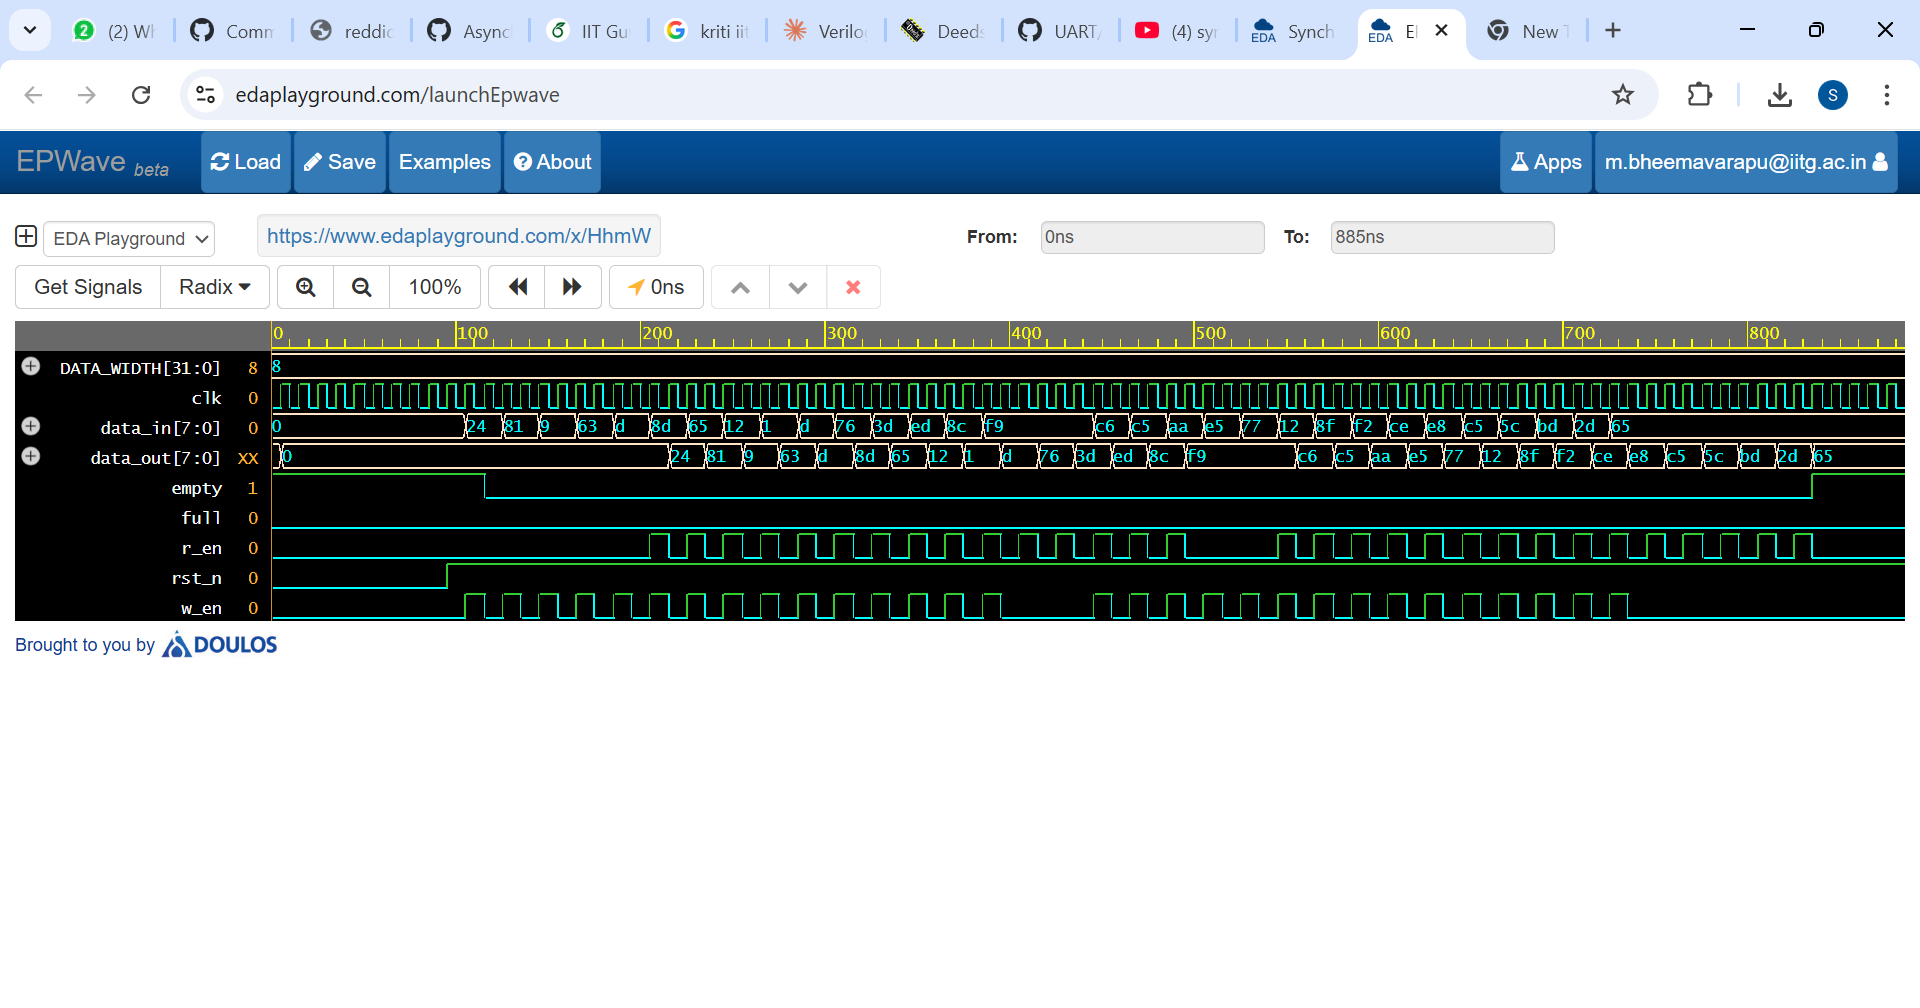 (2) Wh
Comm
reddic
Async
IIT Gu
kriti iit
Verilo
Deeds
UART/
(4) syn
EDA Synch
EDA E
New T
edaplayground.com/launchEpwave
S
EPWave beta
Load
Save
Examples
About
Apps
m.bheemavarapu@iitg.ac.in
EDA Playground
https://www.edaplayground.com/x/HhmW
From: 0ns
To: 885ns
Get Signals
Radix
100%
0ns
0 100 200 300 400 500 600 700 800
DATA_WIDTH[31:0] 8 8
clk 0
data_in[7:0] 0 0 24 81 9 63 d 8d 65 12 1 d 76 3d ed 8c f9 c6 c5 aa e5 77 12 8f f2 ce e8 c5 5c bd 2d 65
data_out[7:0] XX 0 24 81 9 63 d 8d 65 12 1 d 76 3d ed 8c f9 c6 c5 aa e5 77 12 8f f2 ce e8 c5 5c bd 2d 65
empty 1
full 0
r_en 0
rst_n 0
w_en 0
Brought to you by DOULOS